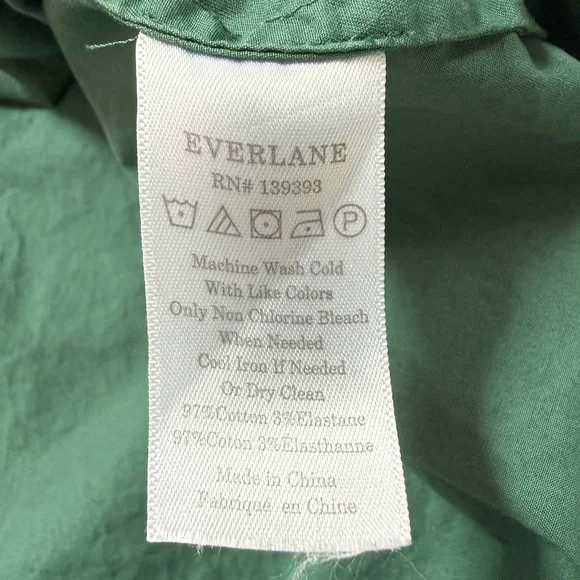 EVERLANE
RN# 139393
P
Machine Wash Cold
With Like Colors
Only Non Chlorine Bleach
When Needed
Cool Iron If Needed
Or Dry Clean
97%Cotton 3%Elastane
97%Coton 3%Elasthanne
Made in China
Fabriqué en Chine